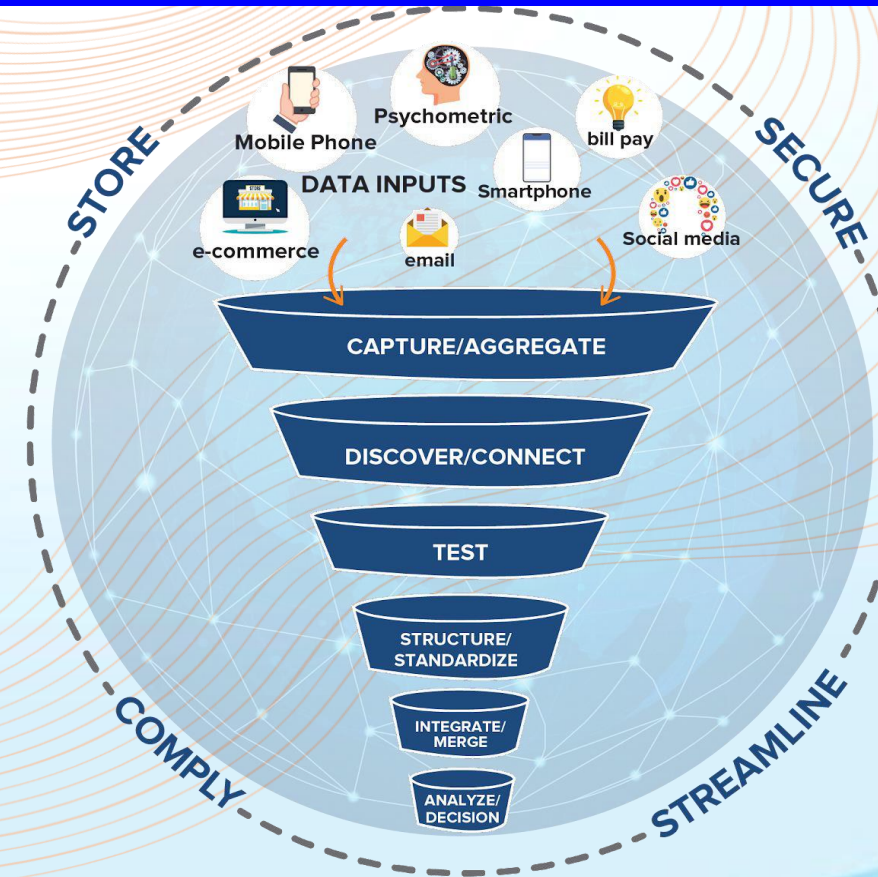 STORE
SECURE
Mobile Phone
Psychometric
bill pay
DATA INPUTS
Smartphone
STORE
e-commerce
email
Social media
CAPTURE/AGGREGATE
DISCOVER/CONNECT
TEST
STRUCTURE/
STANDARDIZE
INTEGRATE/
MERGE
ANALYZE/
DECISION
COMPLY
STREAMLINE